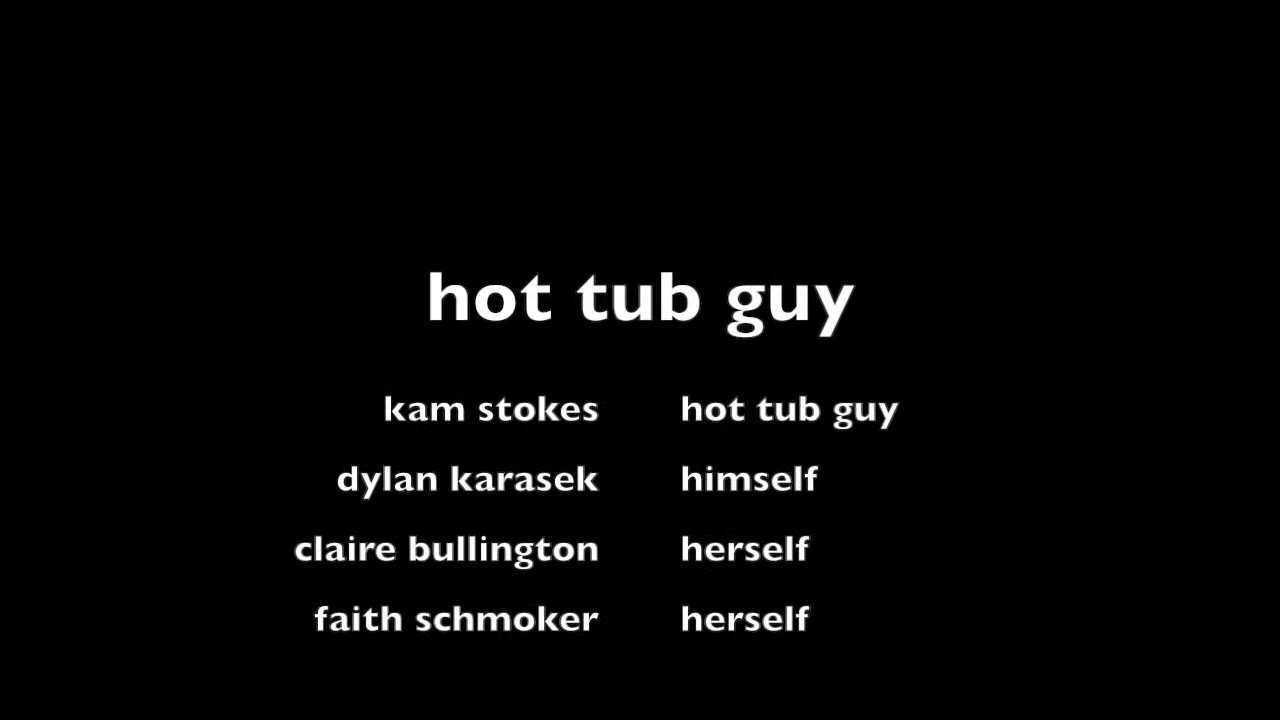 hot tub guy
kam stokes hot tub guy
dylan karasek himself
claire bullington herself
faith schmoker herself